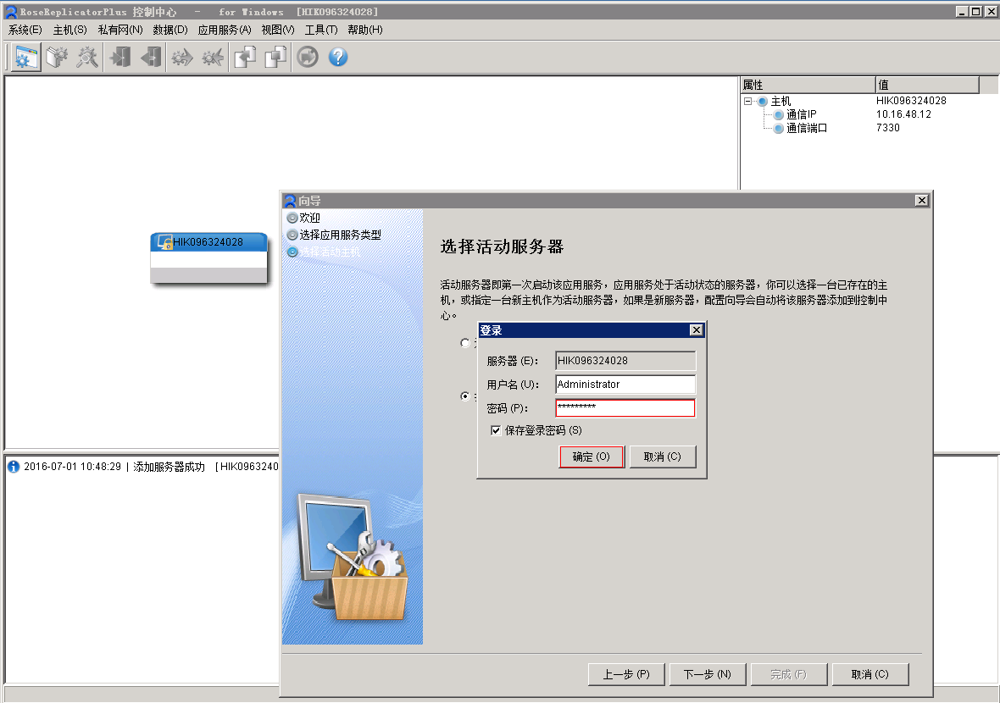 RoseReplicatorPlus 控制中心 - for Windows [HIK096324028]
系统(E) 主机(S) 私有网(N) 数据(D) 应用服务(A) 视图(V) 工具(T) 帮助(H)
属性 值
主机 HIK096324028
通信IP 10.16.48.12
通信端口 7330
HIK096324028
向导
欢迎
选择应用服务类型
选择活动主机
选择活动服务器
活动服务器即第一次启动该应用服务，应用服务处于活动状态的服务器，你可以选择一台已存在的主
机，或指定一台新主机作为活动服务器，如果是新服务器，配置向导会自动将该服务器添加到控制中
心。
登录
服务器 (E): HIK096324028
用户名 (U): Administrator
密码 (P): *********
保存登录密码 (S)
确定 (O) 取消 (C)
2016-07-01 10:48:29 | 添加服务器成功 [HIK0963240
上一步 (P) 下一步 (N) 完成 (F) 取消 (C)